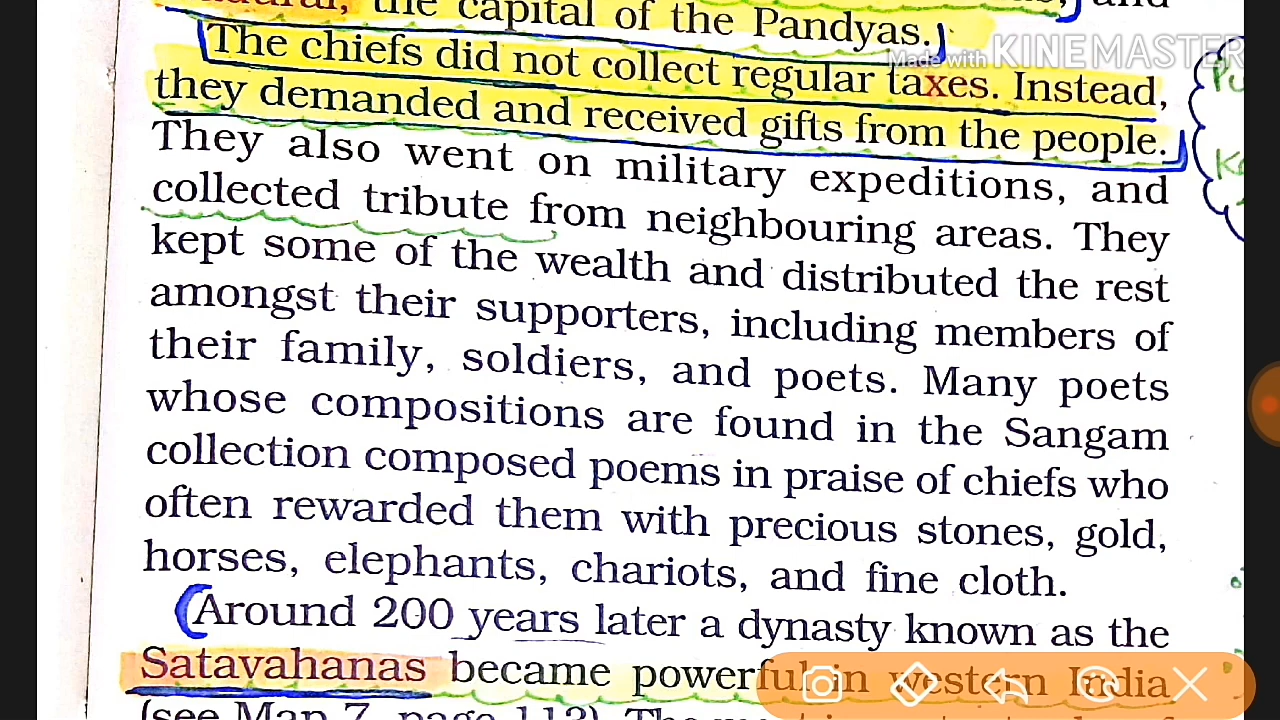 the capital of the Pandyas.)
Made with KINEMASTER
The chiefs did not collect regular taxes. Instead,
they demanded and received gifts from the people.
They also went on military expeditions, and
collected tribute from neighbouring areas. They
kept some of the wealth and distributed the rest
amongst their supporters, including members of
their family, soldiers, and poets. Many poets
whose compositions are found in the Sangam
collection composed poems in praise of chiefs who
often rewarded them with precious stones, gold,
horses, elephants, chariots, and fine cloth.
(Around 200 years later a dynasty known as the
Satavahanas became powerful in western India
(see Map 7, page 112).